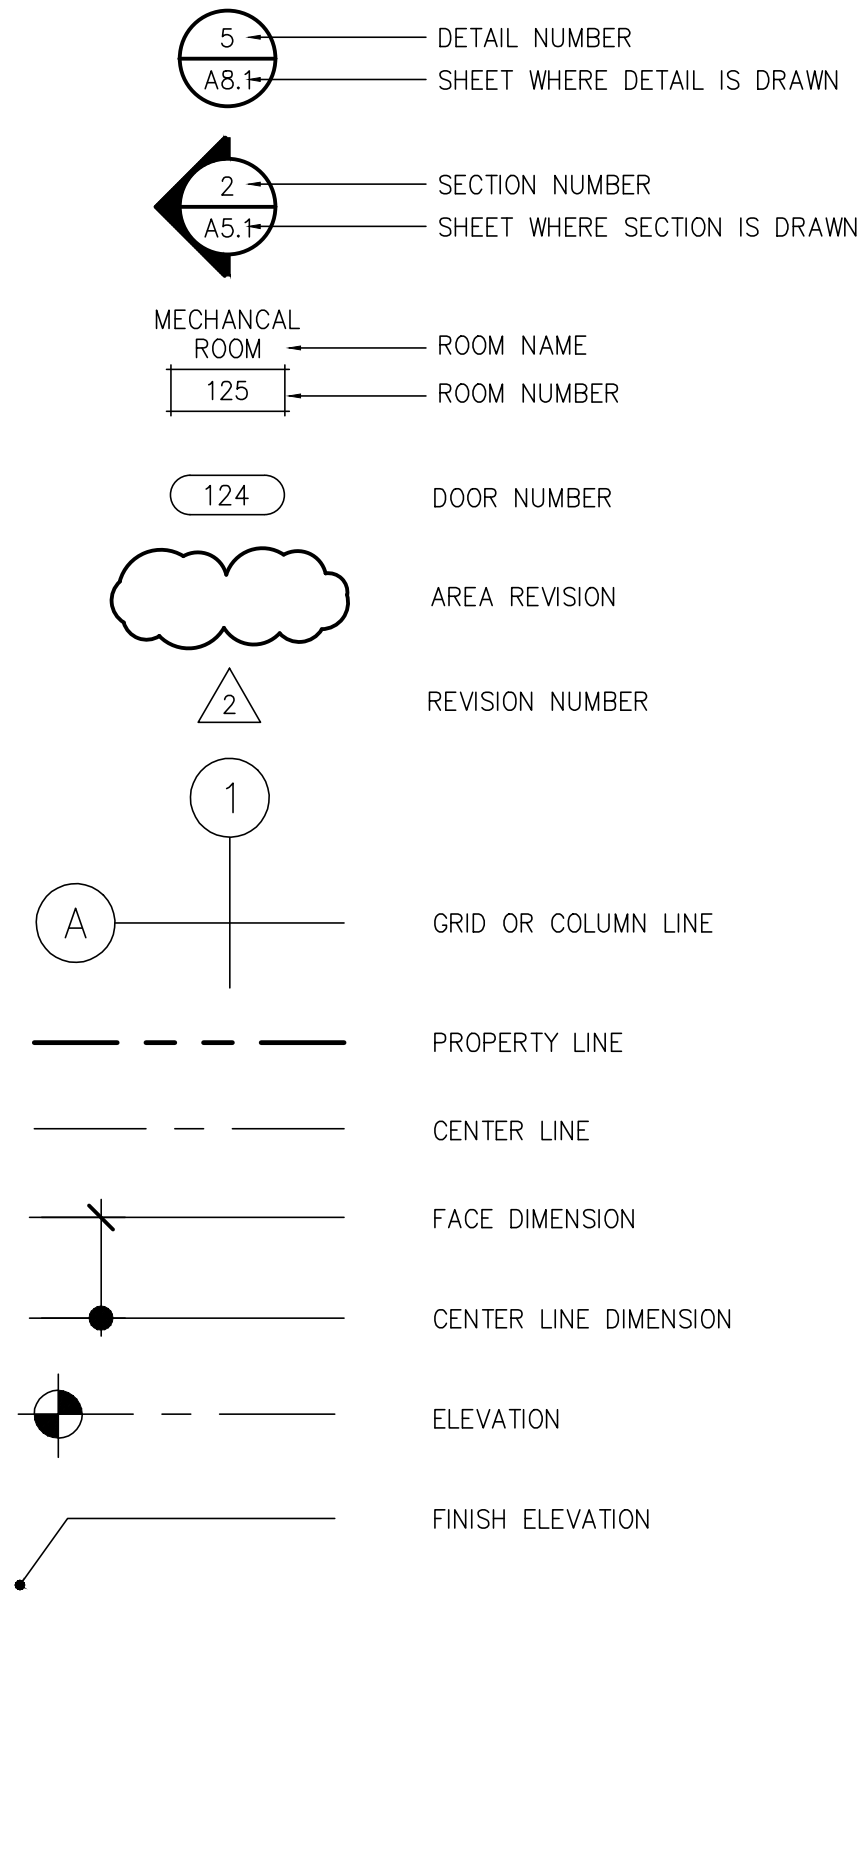 5 DETAIL NUMBER
A8.1 SHEET WHERE DETAIL IS DRAWN
2 SECTION NUMBER
A5.1 SHEET WHERE SECTION IS DRAWN
MECHANCAL
ROOM ROOM NAME
125 ROOM NUMBER
124 DOOR NUMBER
AREA REVISION
2 REVISION NUMBER
1
A GRID OR COLUMN LINE
PROPERTY LINE
CENTER LINE
FACE DIMENSION
CENTER LINE DIMENSION
ELEVATION
FINISH ELEVATION